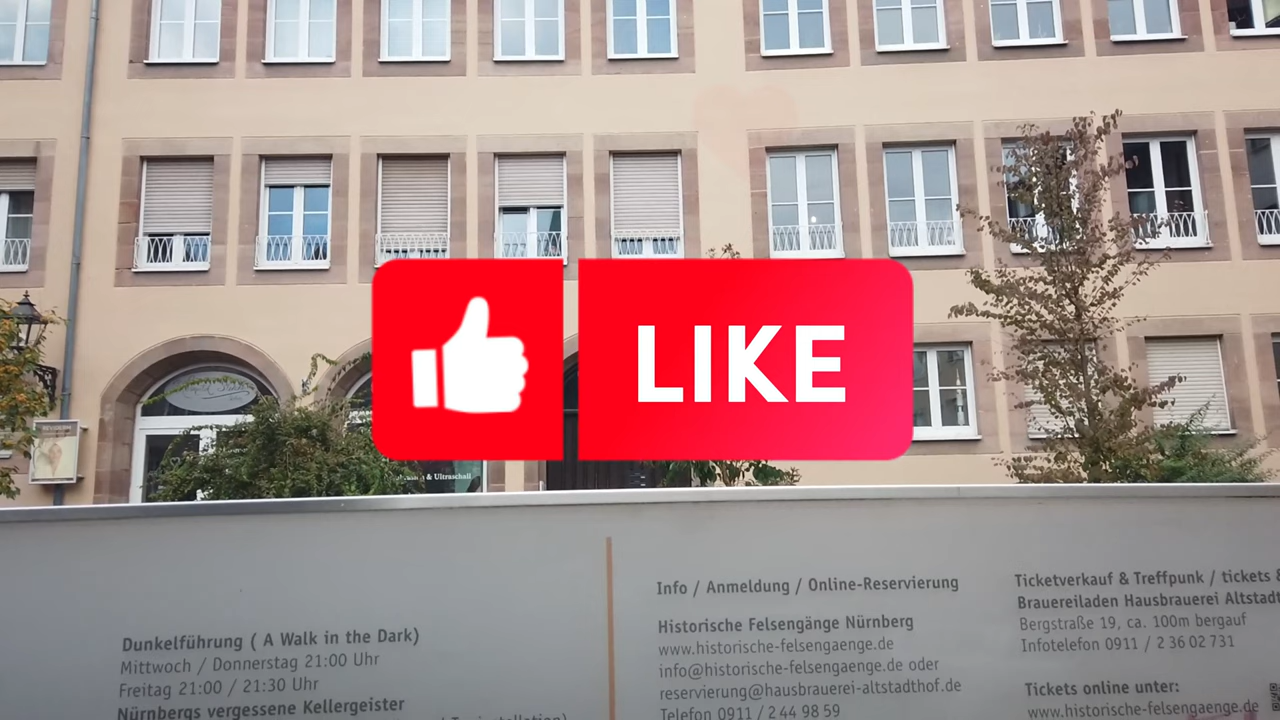 LIKE
& Ultraschall
Dunkelführung ( A Walk in the Dark)
Mittwoch / Donnerstag 21:00 Uhr
Freitag 21:00 / 21:30 Uhr
Nürnbergs vergessene Kellergeister
Info / Anmeldung / Online-Reservierung
Historische Felsengänge Nürnberg
www.historische-felsengaenge.de
info@historische-felsengaenge.de oder
reservierung@hausbrauerei-altstadthof.de
Telefon 0911 / 2 44 98 59
Ticketverkauf & Treffpunk / tickets &
Brauereiladen Hausbrauerei Altstadt
Bergstraße 19, ca. 100m bergauf
Infotelefon 0911 / 2 36 02 731
Tickets online unter:
www.historische-felsengaenge.de